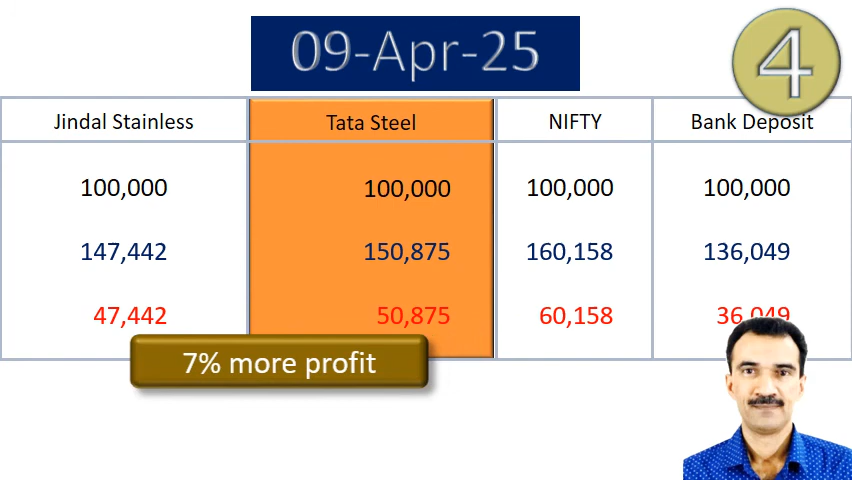 09-Apr-25
4
Jindal Stainless Tata Steel NIFTY Bank Deposit
100,000 100,000 100,000 100,000
147,442 150,875 160,158 136,049
47,442 50,875 60,158 36,049
7% more profit